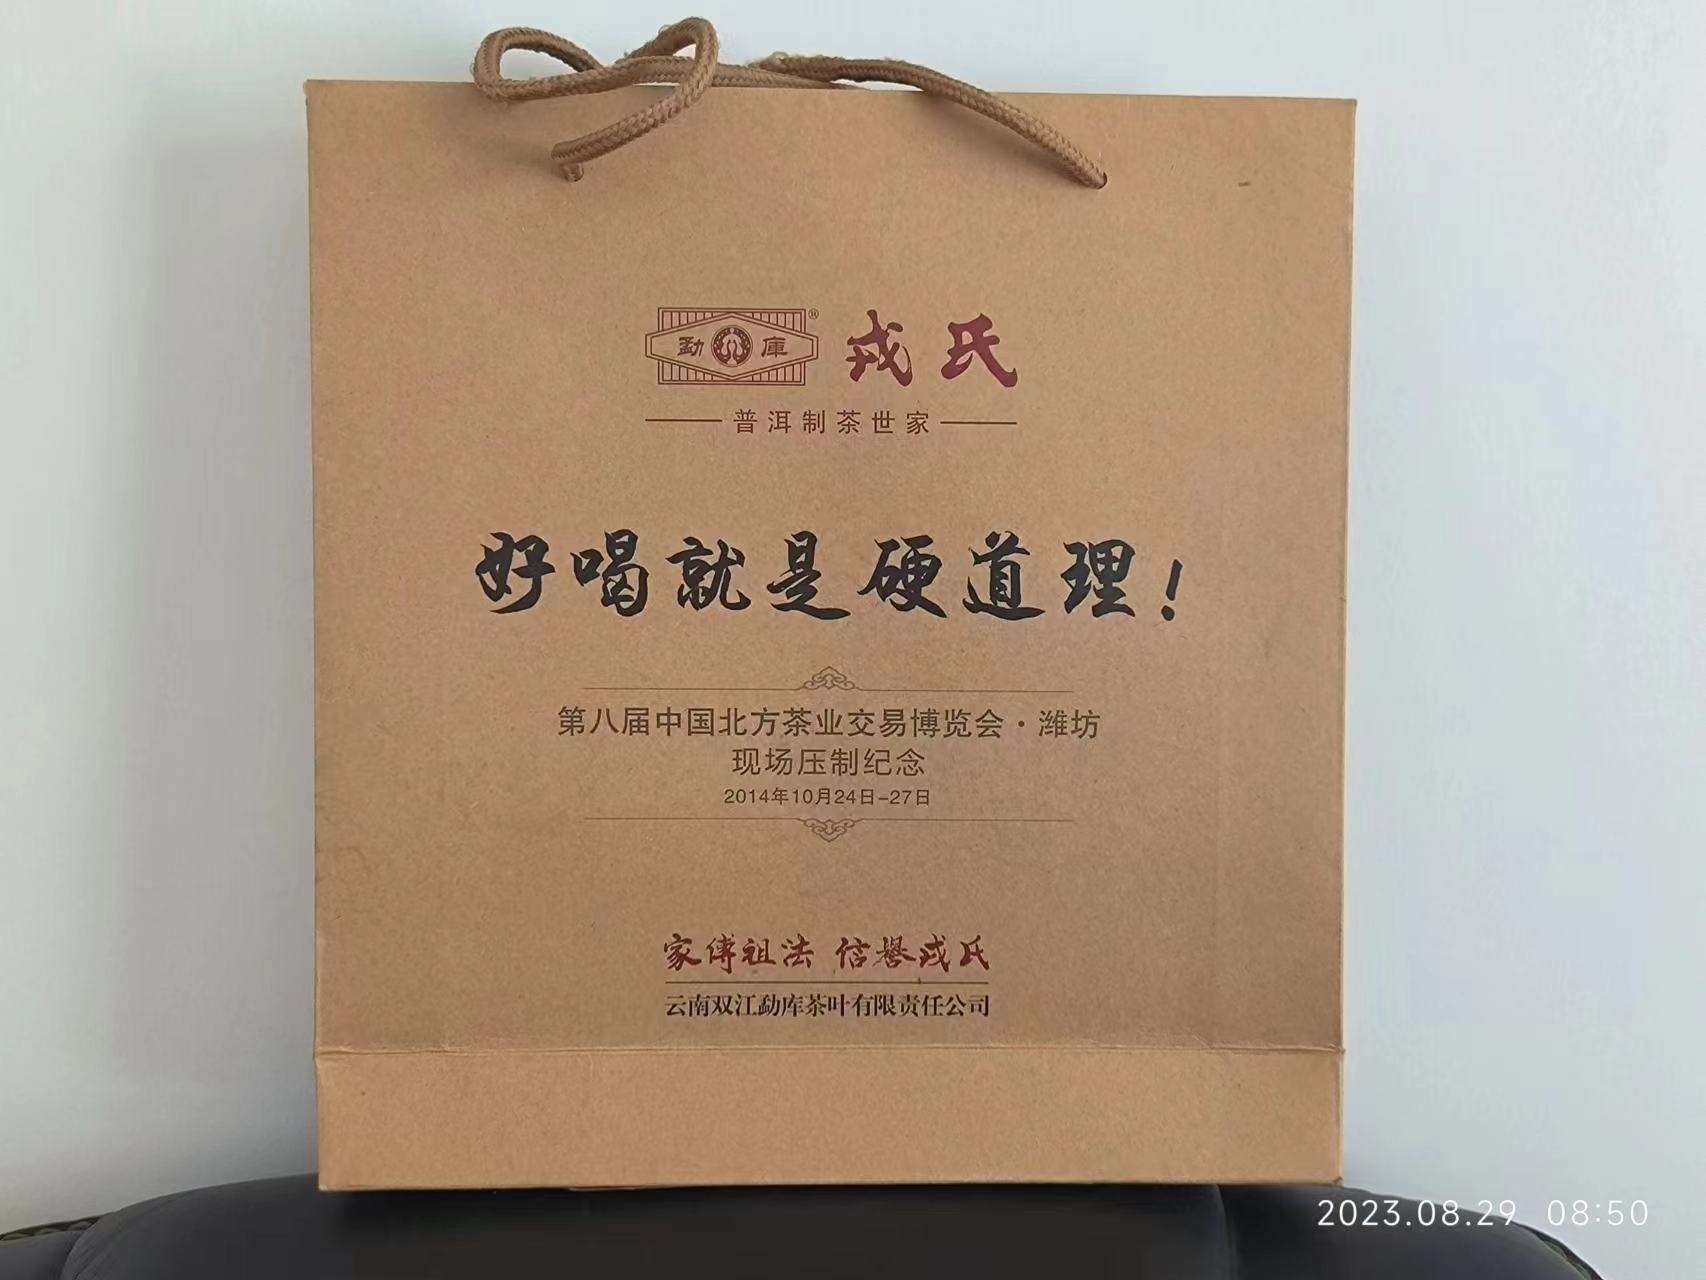 勐庫® 戎氏
普洱制茶世家
好喝就是硬道理!
第八届中国北方茶业交易博览会·潍坊
现场压制纪念
2014年10月24日-27日
家傳祖法 信誉戎氏
云南双江勐库茶叶有限责任公司
2023.08.29 08:50